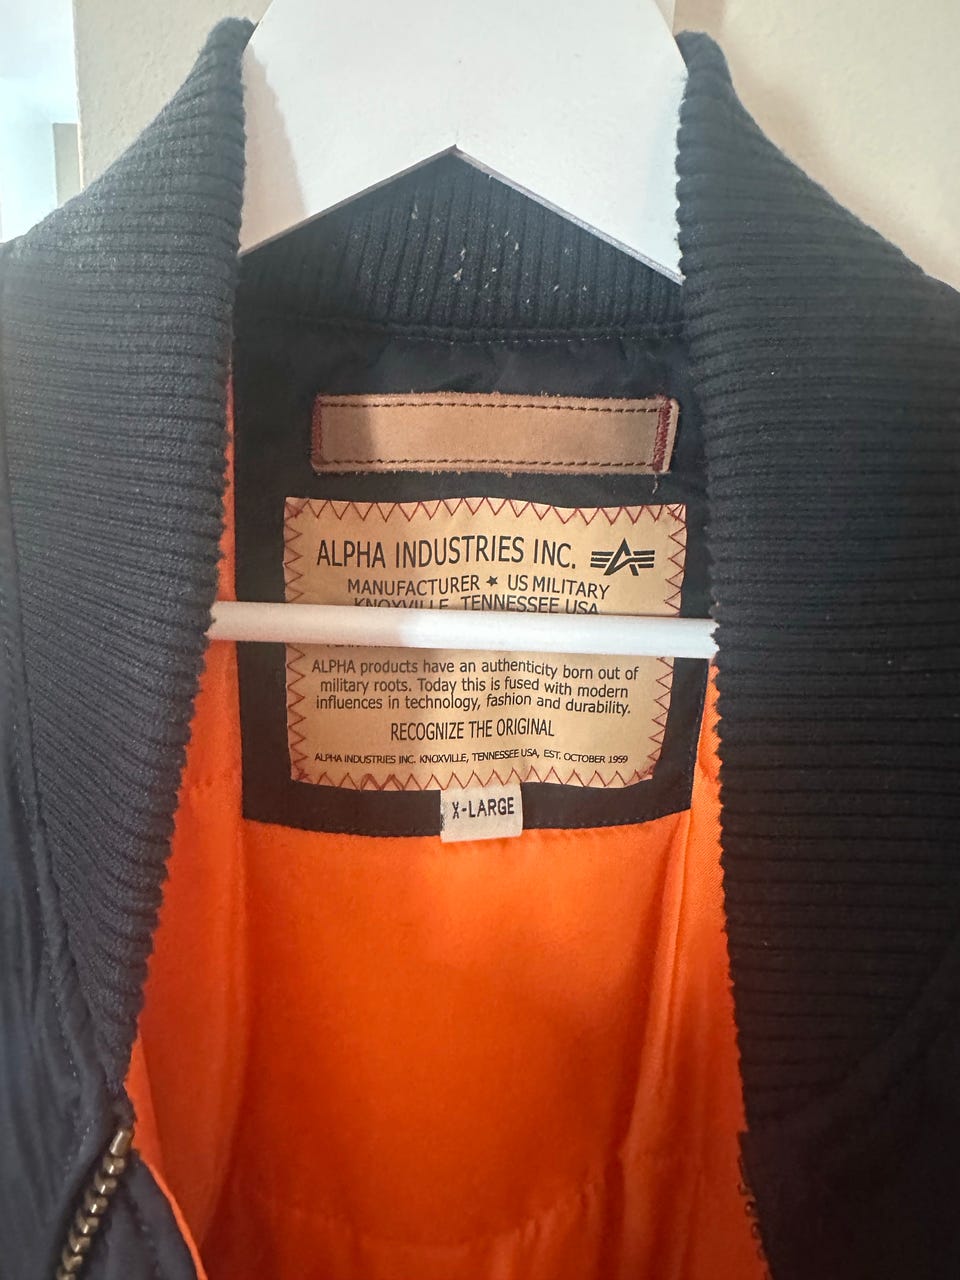 ALPHA INDUSTRIES INC.
MANUFACTURER ★ US MILITARY
KNOXVILLE, TENNESSEE USA
ALPHA products have an authenticity born out of
military roots. Today this is fused with modern
influences in technology, fashion and durability.
RECOGNIZE THE ORIGINAL
ALPHA INDUSTRIES INC. KNOXVILLE, TENNESSEE USA, EST. OCTOBER 1959
X-LARGE